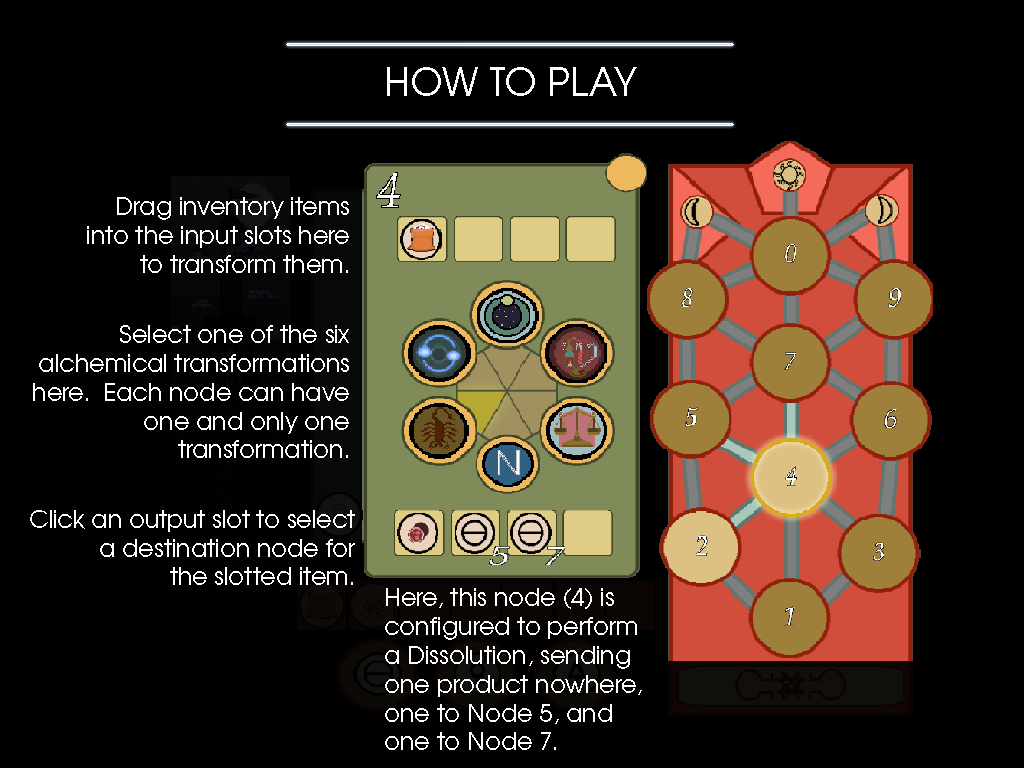 HOW TO PLAY
Drag inventory items
into the input slots here
to transform them.
Select one of the six
alchemical transformations
here. Each node can have
one and only one
transformation.
Click an output slot to select
a destination node for
the slotted item.
4
N
5 7
Here, this node (4) is
configured to perform
a Dissolution, sending
one product nowhere,
one to Node 5, and
one to Node 7.
0
8 9
7
5 6
4
2 3
1